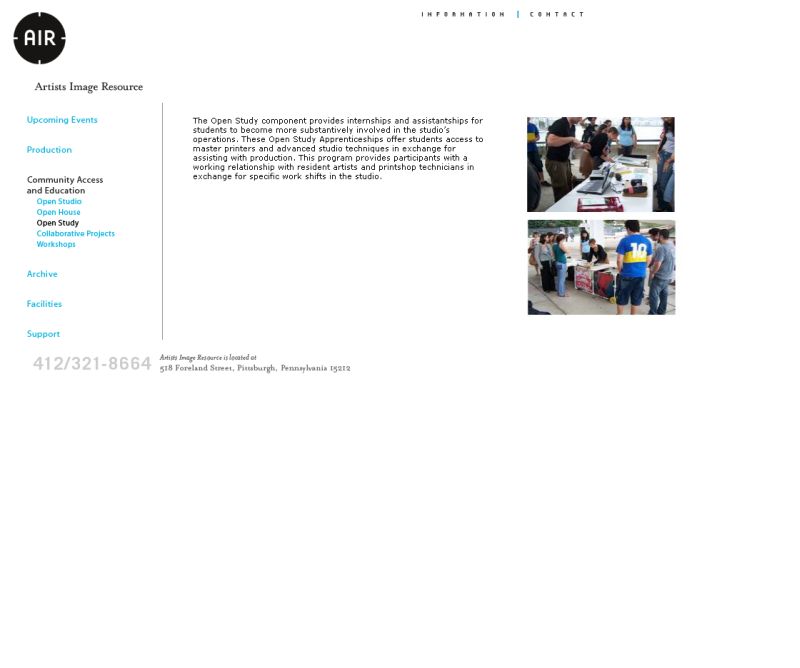 INFORMATION | CONTACT
AIR
Artists Image Resource
Upcoming Events
Production
Community Access
and Education
Open Studio
Open House
Open Study
Collaborative Projects
Workshops
Archive
Facilities
Support
The Open Study component provides internships and assistantships for
students to become more substantively involved in the studio's
operations. These Open Study Apprenticeships offer students access to
master printers and advanced studio techniques in exchange for
assisting with production. This program provides participants with a
working relationship with resident artists and printshop technicians in
exchange for specific work shifts in the studio.
10
412/321-8664
Artists Image Resource is located at
518 Foreland Street, Pittsburgh, Pennsylvania 15212